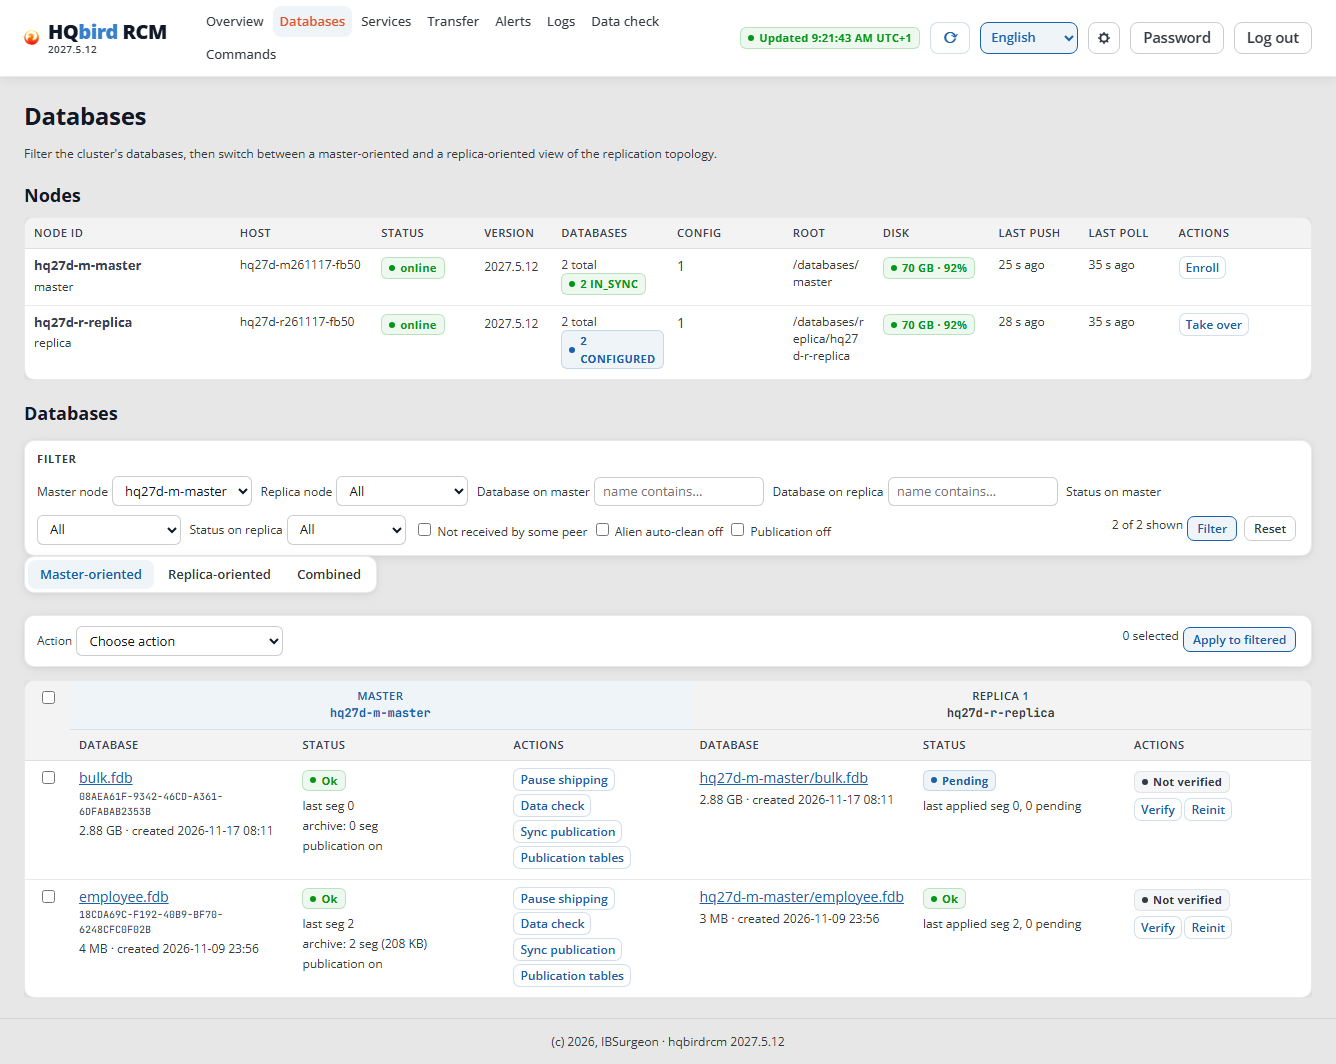 HQbird RCM
2027.5.12
Overview Databases Services Transfer Alerts Logs Data check
Commands
Updated 9:21:43 AM UTC+1 English Password Log out
Databases
Filter the cluster's databases, then switch between a master-oriented and a replica-oriented view of the replication topology.
Nodes
NODE ID HOST STATUS VERSION DATABASES CONFIG ROOT DISK LAST PUSH LAST POLL ACTIONS
hq27d-m-master hq27d-m261117-fb50 online 2027.5.12 2 total 1 /databases/ 70 GB · 92% 25 s ago 35 s ago Enroll
master 2 IN_SYNC master
hq27d-r-replica hq27d-r261117-fb50 online 2027.5.12 2 total 1 /databases/r 70 GB · 92% 28 s ago 35 s ago Take over
replica 2 eplica/hq27
CONFIGURED d-r-replica
Databases
FILTER
Master node hq27d-m-master Replica node All Database on master name contains... Database on replica name contains... Status on master
All Status on replica All Not received by some peer Alien auto-clean off Publication off 2 of 2 shown Filter Reset
Master-oriented Replica-oriented Combined
Action Choose action 0 selected Apply to filtered
MASTER REPLICA 1
hq27d-m-master hq27d-r-replica
DATABASE STATUS ACTIONS DATABASE STATUS ACTIONS
bulk.fdb Ok Pause shipping hq27d-m-master/bulk.fdb Pending Not verified
08AEA61F-9342-46CD-A361- last seg 0 Data check 2.88 GB · created 2026-11-17 08:11 last applied seg 0, 0 pending Verify Reinit
6DFABAB2353B archive: 0 seg Sync publication
2.88 GB · created 2026-11-17 08:11 publication on Publication tables
employee.fdb Ok Pause shipping hq27d-m-master/employee.fdb Ok Not verified
18CDA69C-F192-40B9-BF70- last seg 2 Data check 3 MB · created 2026-11-09 23:56 last applied seg 2, 0 pending Verify Reinit
6248CFC0F02B archive: 2 seg (208 KB) Sync publication
4 MB · created 2026-11-09 23:56 publication on Publication tables
(c) 2026, IBSurgeon · hqbirdrcm 2027.5.12